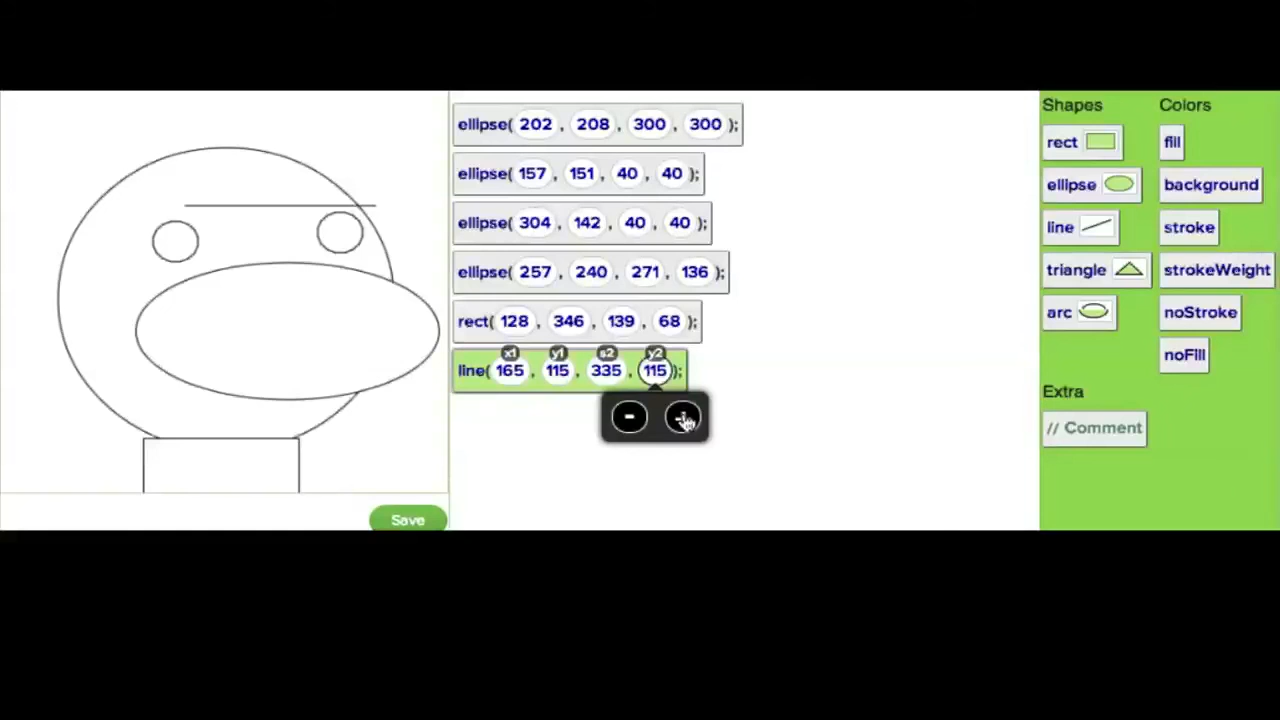 ellipse( 202 , 208 , 300 , 300 );
ellipse( 157 , 151 , 40 , 40 );
ellipse( 304 , 142 , 40 , 40 );
ellipse( 257 , 240 , 271 , 136 );
rect( 128 , 346 , 139 , 68 );
x1 y1 s2 y2
line( 165 , 115 , 335 , 115 );
- +
Save
Shapes Colors
rect fill
ellipse background
line stroke
triangle strokeWeight
arc noStroke
noFill
Extra
// Comment